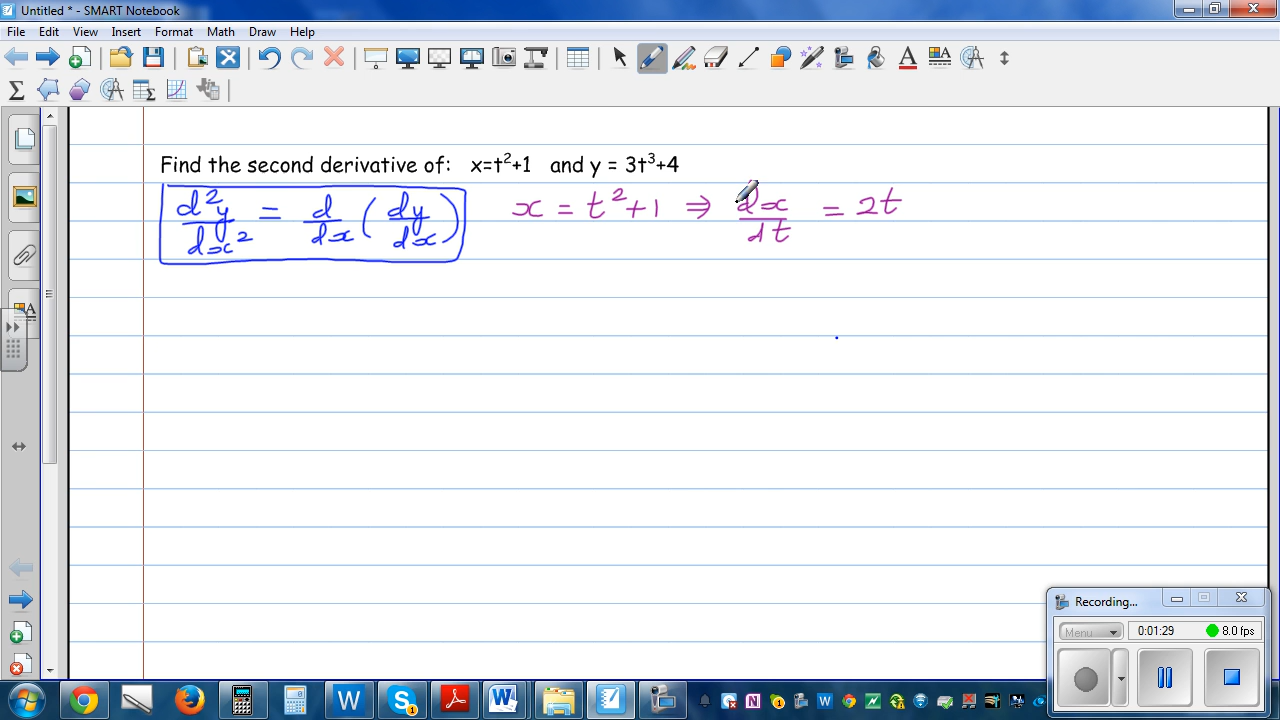 Untitled * - SMART Notebook
File Edit View Insert Format Math Draw Help
Find the second derivative of: x=t²+1 and y = 3t³+4
d²y/dx² = d/dx (dy/dx) x = t² + 1 ⇒ dx/dt = 2t
Recording...
Menu 0:01:29 8.0 fps